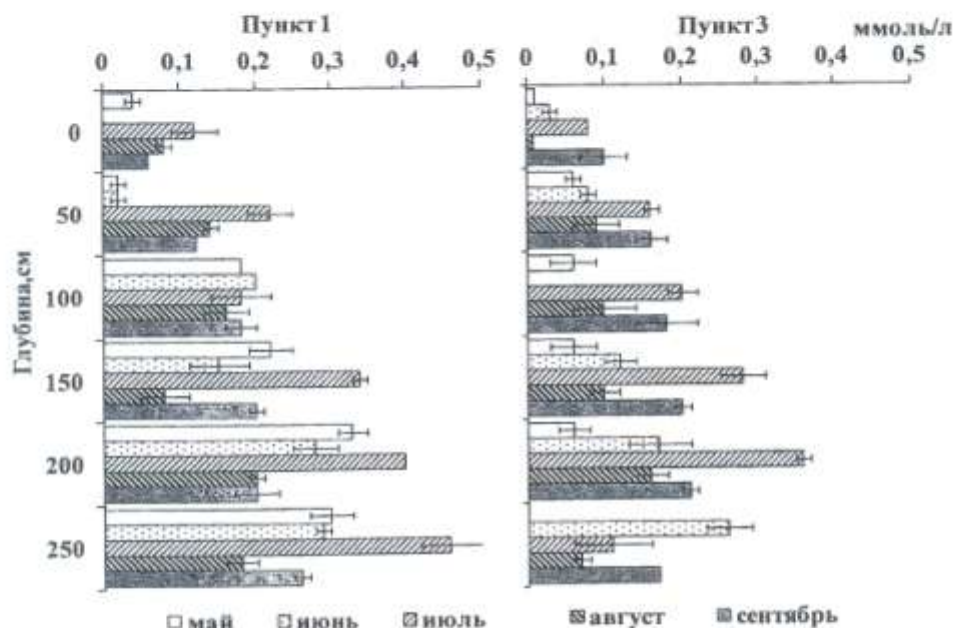 Пункт 1
Пункт 3
ммоль/л
0 0,1 0,2 0,3 0,4 0,5
0 0,1 0,2 0,3 0,4 0,5
Глубина,см
0
50
100
150
200
250
май июнь июль август сентябрь